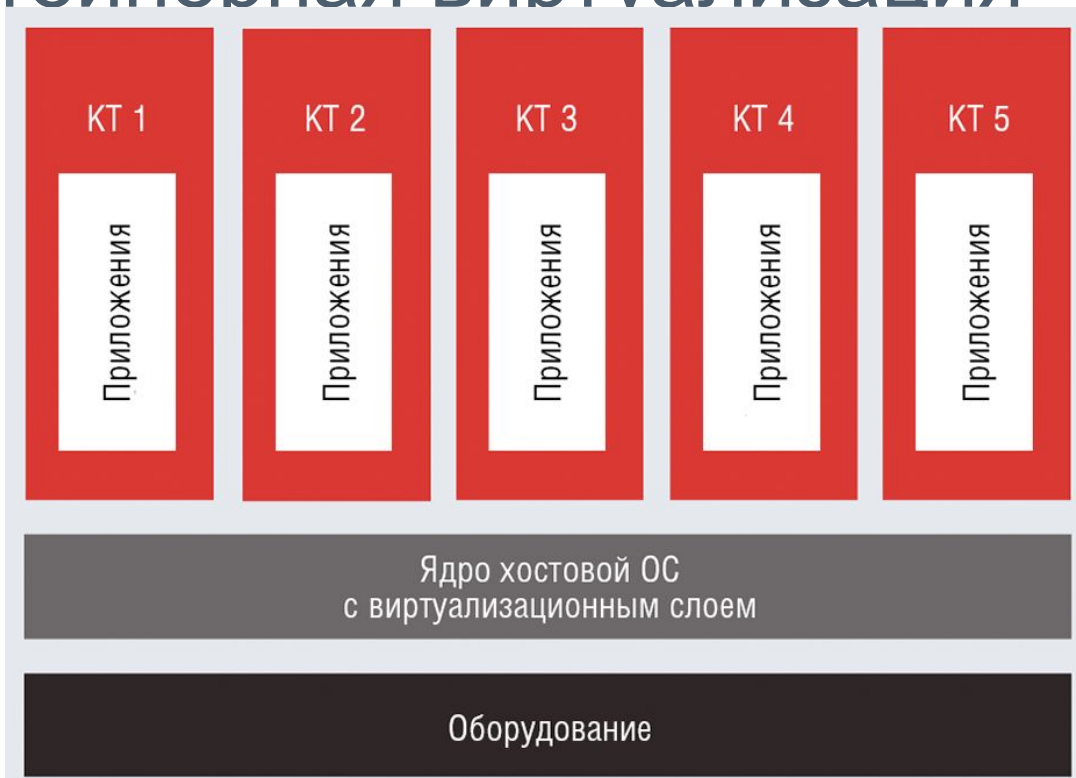 КТ 1
КТ 2
КТ 3
КТ 4
КТ 5
Приложения
Приложения
Приложения
Приложения
Приложения
Ядро хостовой ОС
с виртуализационным слоем
Оборудование